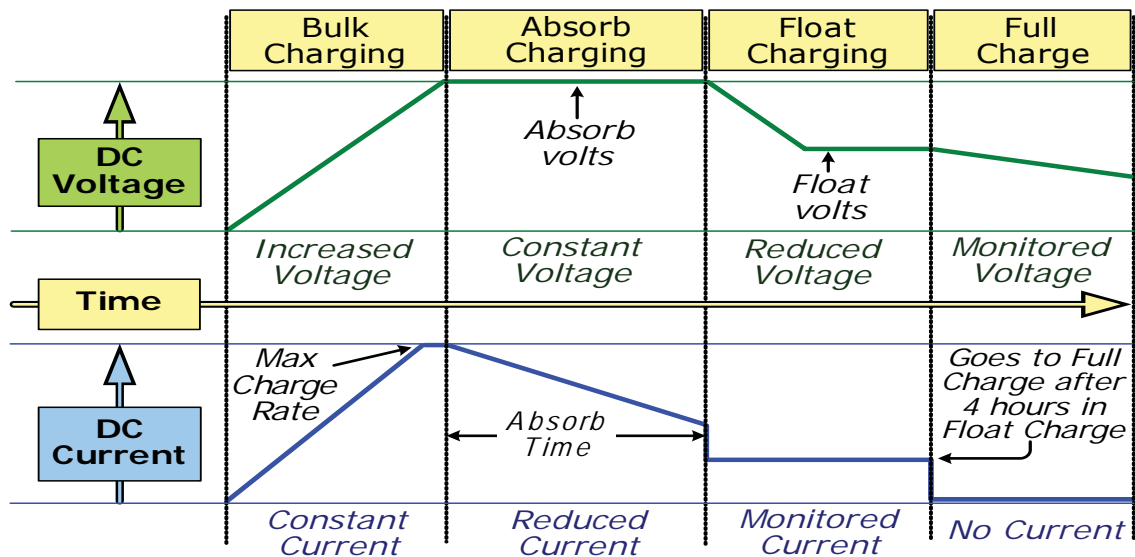 Bulk
Charging
Absorb
Charging
Float
Charging
Full
Charge
DC
Voltage
Absorb
volts
Float
volts
Increased
Voltage
Constant
Voltage
Reduced
Voltage
Monitored
Voltage
Time
DC
Current
Max
Charge
Rate
Absorb
Time
Goes to Full
Charge after
4 hours in
Float Charge
Constant
Current
Reduced
Current
Monitored
Current
No Current